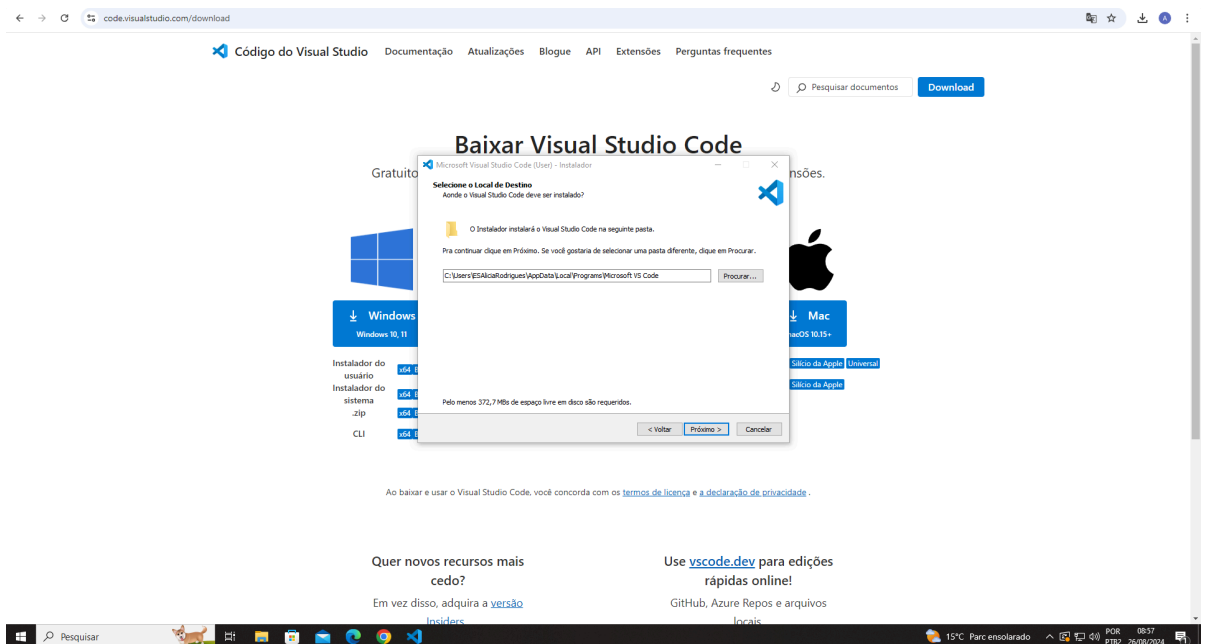 code.visualstudio.com/download
Código do Visual Studio Documentação Atualizações Blogue API Extensões Perguntas frequentes
Pesquisar documentos Download
Baixar Visual Studio Code
Gratuito
nsões.
Microsoft Visual Studio Code (User) - Instalador
Selecione o Local de Destino
Aonde o Visual Studio Code deve ser instalado?
O Instalador instalará o Visual Studio Code na seguinte pasta.
Pra continuar clique em Próximo. Se você gostaria de selecionar uma pasta diferente, clique em Procurar.
C:\Users\ESAliciaRodrigues\AppData\Local\Programs\Microsoft VS Code Procurar...
Pelo menos 372,7 MBs de espaço livre em disco são requeridos.
< Voltar Próximo > Cancelar
Windows
Windows 10, 11
Mac
macOS 10.15+
Instalador do usuário x64
Instalador do sistema x64
.zip x64
CLI x64
Silício da Apple Universal
Silício da Apple
Ao baixar e usar o Visual Studio Code, você concorda com os termos de licença e a declaração de privacidade .
Quer novos recursos mais
cedo?
Em vez disso, adquira a versão
Insiders
Use vscode.dev para edições
rápidas online!
GitHub, Azure Repos e arquivos
locais
Pesquisar
15°C Parc ensolarado
POR
PTB2
08:57
26/08/2024